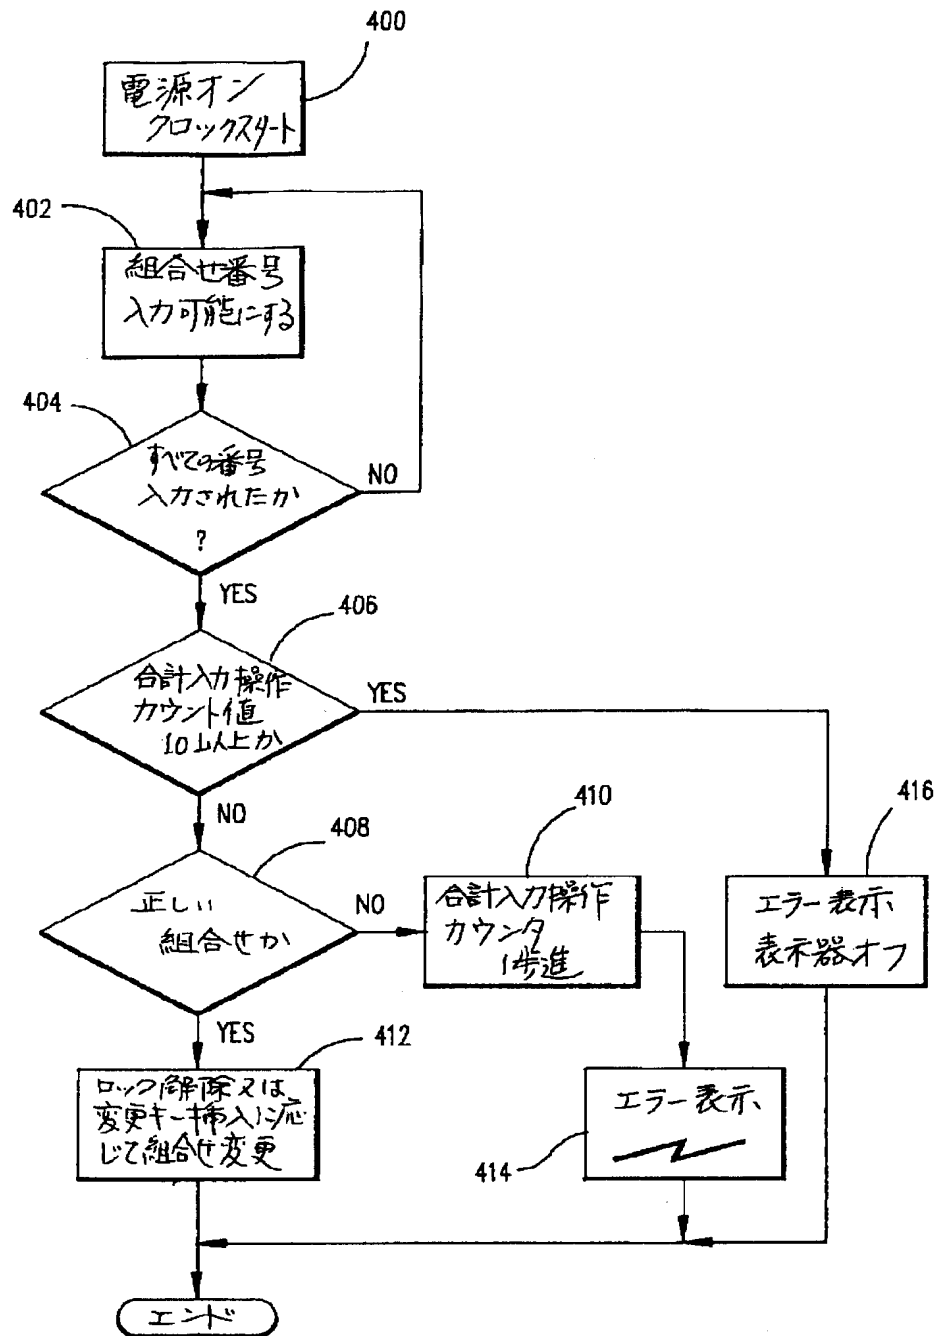 400
電源オン
クロックスタート
402
組合せ番号
入力可能にする
404
すべての番号
入力されたか
?
NO
YES
406
合計入力操作
カウント値
10以上か
YES
NO
408
正しい
組合せか
NO
YES
410
合計入力操作
カウンタ
1歩進
416
エラー表示
表示器オフ
412
ロック解除又は
変更キー挿入に応
じて組合せ変更
エラー表示
414
エンド